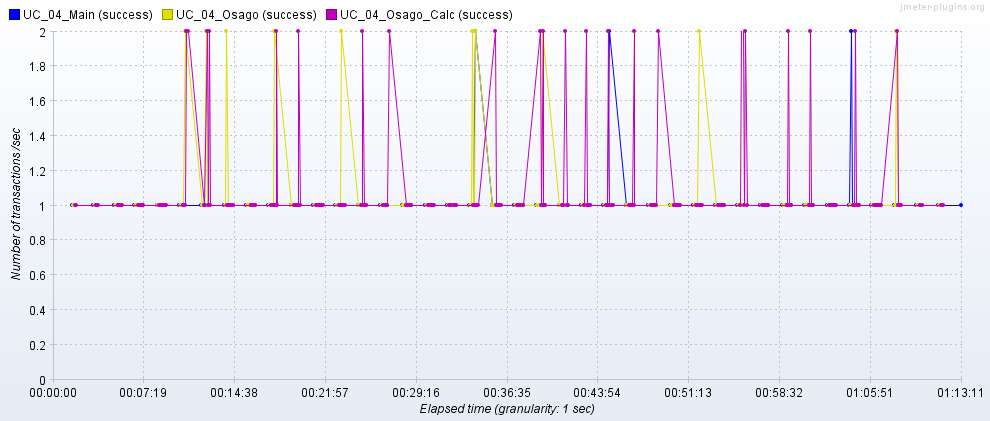 UC_04_Main (success) UC_04_Osago (success) UC_04_Osago_Calc (success)
jmeter-plugins.org
2
1.8
1.6
1.4
1.2
1
0.8
0.6
0.4
0.2
0
Number of transactions/sec
00:00:00 00:07:19 00:14:38 00:21:57 00:29:16 00:36:35 00:43:54 00:51:13 00:58:32 01:05:51 01:13:11
Elapsed time (granularity: 1 sec)